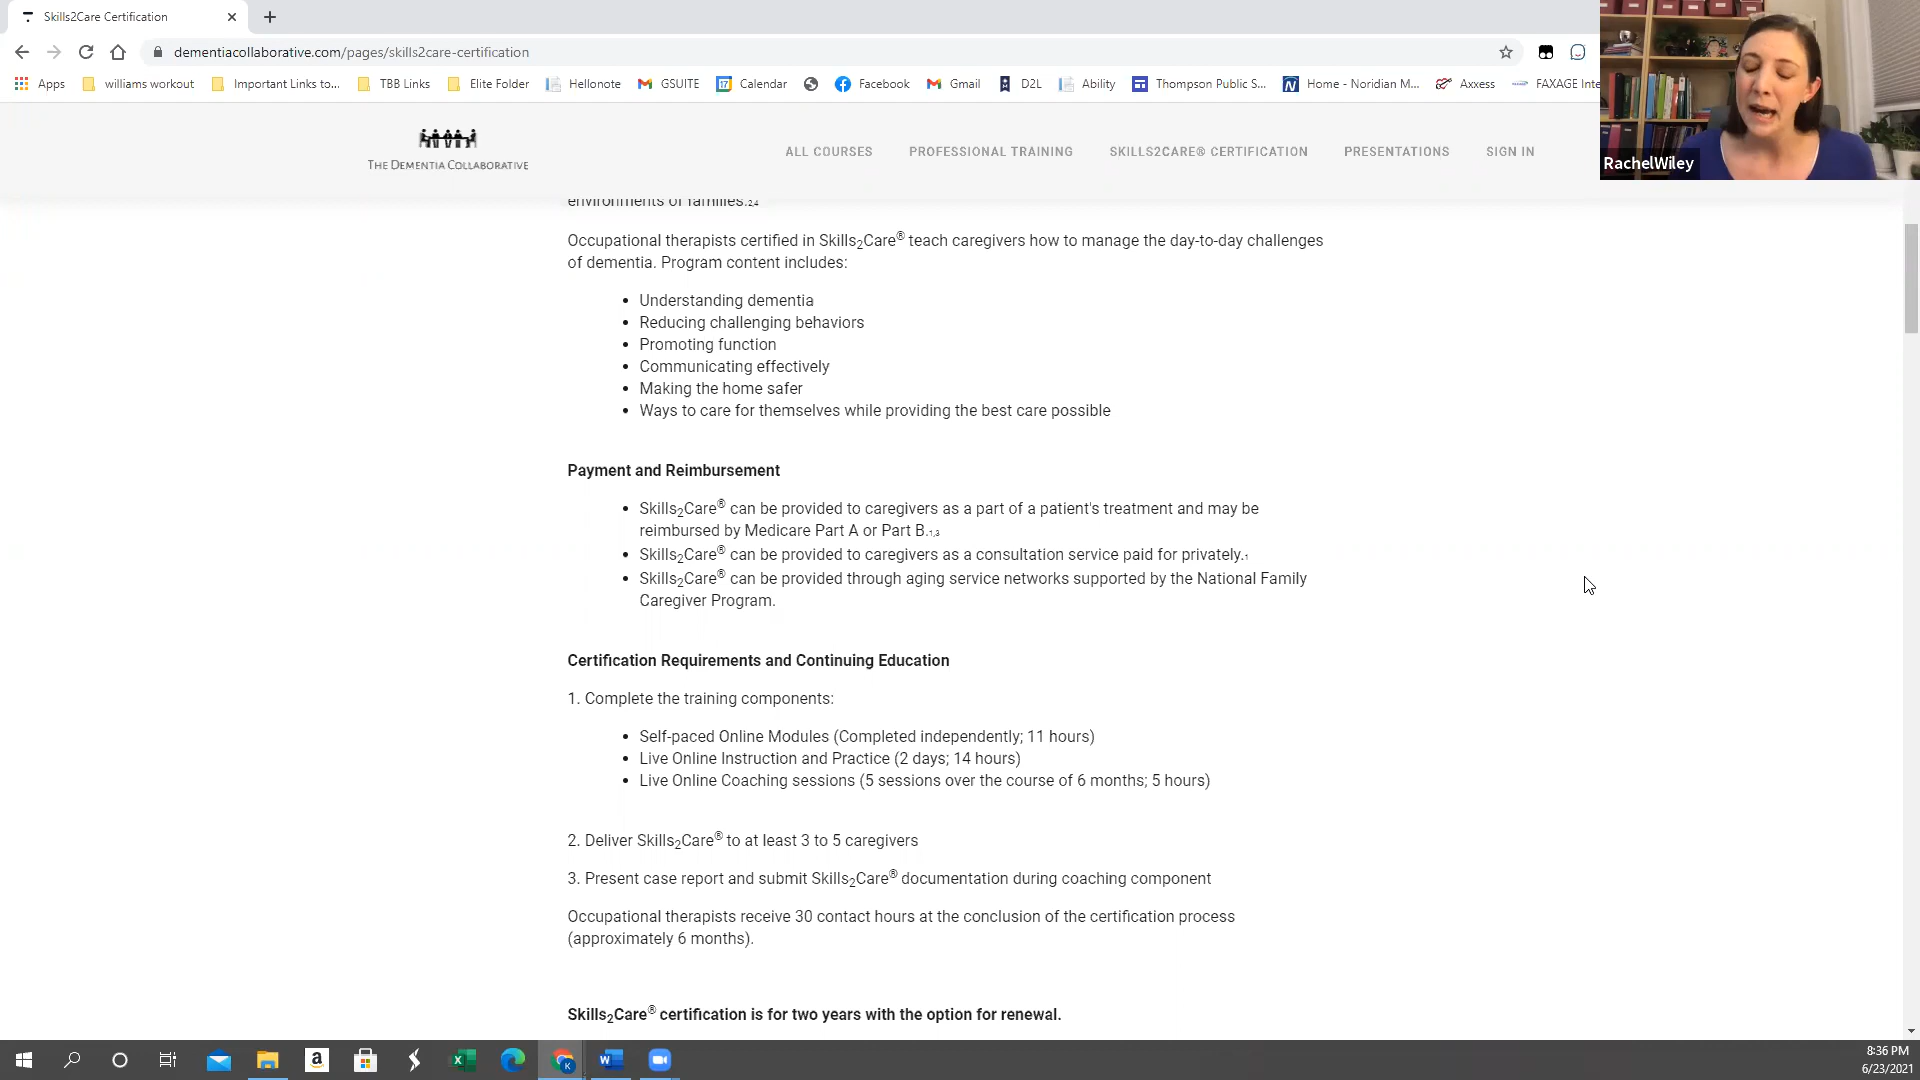 Skills2Care Certification
dementiacollaborative.com/pages/skills2care-certification
Apps williams workout Important Links to... TBB Links Elite Folder Hellonote GSUITE Calendar Facebook Gmail D2L Ability Thompson Public S... Home - Noridian M... Axxess FAXAGE Inte
RachelWiley
THE DEMENTIA COLLABORATIVE
ALL COURSES PROFESSIONAL TRAINING SKILLS2CARE® CERTIFICATION PRESENTATIONS SIGN IN
environments of families.2,4
Occupational therapists certified in Skills2Care® teach caregivers how to manage the day-to-day challenges
of dementia. Program content includes:
• Understanding dementia
• Reducing challenging behaviors
• Promoting function
• Communicating effectively
• Making the home safer
• Ways to care for themselves while providing the best care possible
Payment and Reimbursement
• Skills2Care® can be provided to caregivers as a part of a patient's treatment and may be
reimbursed by Medicare Part A or Part B.1,3
• Skills2Care® can be provided to caregivers as a consultation service paid for privately.1
• Skills2Care® can be provided through aging service networks supported by the National Family
Caregiver Program.
Certification Requirements and Continuing Education
1. Complete the training components:
• Self-paced Online Modules (Completed independently; 11 hours)
• Live Online Instruction and Practice (2 days; 14 hours)
• Live Online Coaching sessions (5 sessions over the course of 6 months; 5 hours)
2. Deliver Skills2Care® to at least 3 to 5 caregivers
3. Present case report and submit Skills2Care® documentation during coaching component
Occupational therapists receive 30 contact hours at the conclusion of the certification process
(approximately 6 months).
Skills2Care® certification is for two years with the option for renewal.
8:36 PM
6/23/2021